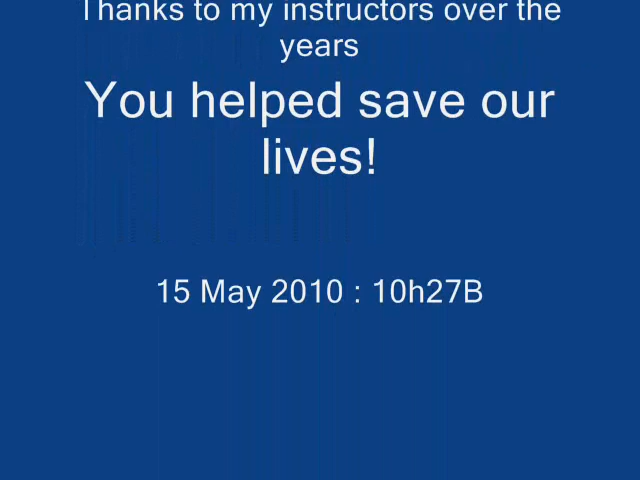 Thanks to my instructors over the
years
You helped save our
lives!
15 May 2010 : 10h27B